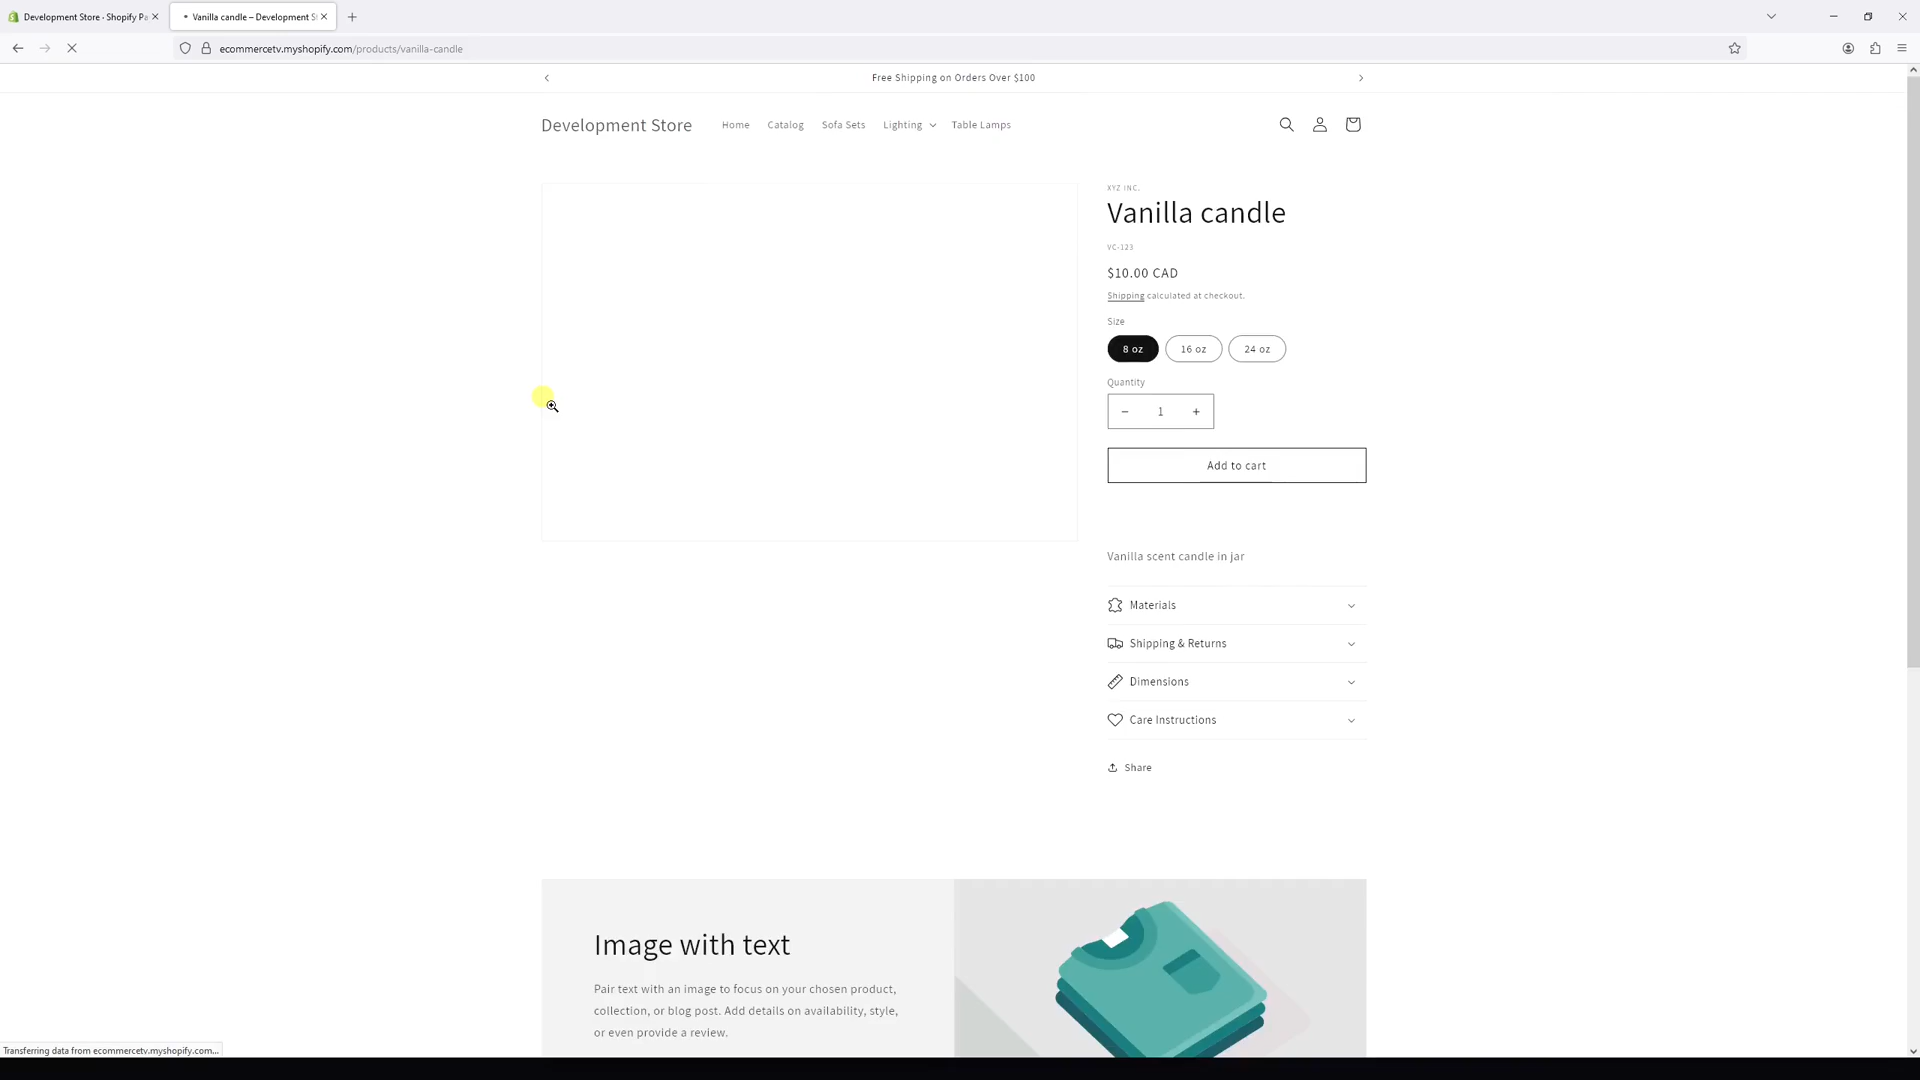 Development Store · Shopify Pa
Vanilla candle – Development S
ecommercetv.myshopify.com/products/vanilla-candle
Free Shipping on Orders Over $100
Development Store
Home
Catalog
Sofa Sets
Lighting
Table Lamps
XYZ INC.
Vanilla candle
VC-123
$10.00 CAD
Shipping calculated at checkout.
Size
8 oz
16 oz
24 oz
Quantity
− 1 +
Add to cart
Vanilla scent candle in jar
Materials
Shipping & Returns
Dimensions
Care Instructions
Share
Image with text
Pair text with an image to focus on your chosen product,
collection, or blog post. Add details on availability, style,
or even provide a review.
Transferring data from ecommercetv.myshopify.com...